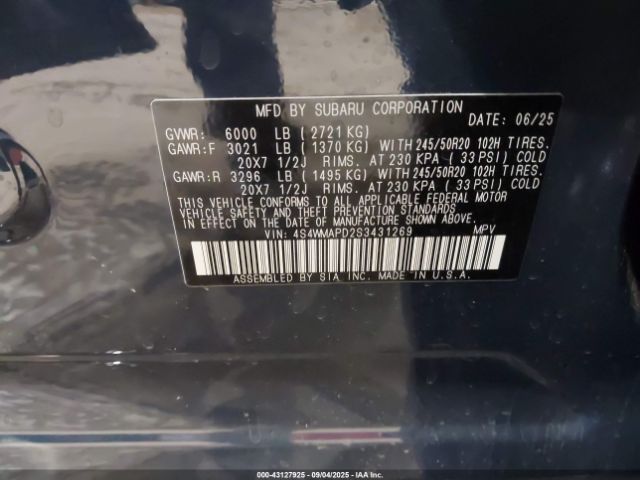 MFD BY SUBARU CORPORATION
DATE: 06/25
GVWR: 6000 LB ( 2721 KG)
GAWR:F 3021 LB ( 1370 KG) WITH 245/50R20 102H TIRES.
20X7 1/2J RIMS. AT 230 KPA ( 33 PSI) COLD
GAWR:R 3296 LB ( 1495 KG) WITH 245/50R20 102H TIRES.
20X7 1/2J RIMS. AT 230 KPA ( 33 PSI) COLD
THIS VEHICLE CONFORMS TO ALL APPLICABLE FEDERAL MOTOR
VEHICLE SAFETY AND THEFT PREVENTION STANDARDS
IN EFFECT ON THE DATE OF MANUFACTURE SHOWN ABOVE.
VIN: 4S4WMAPD2S3431269 MPV
ASSEMBLED BY SIA INC. MADE IN U.S.A.
000-43127925 - 09/04/2025 - IAA Inc.